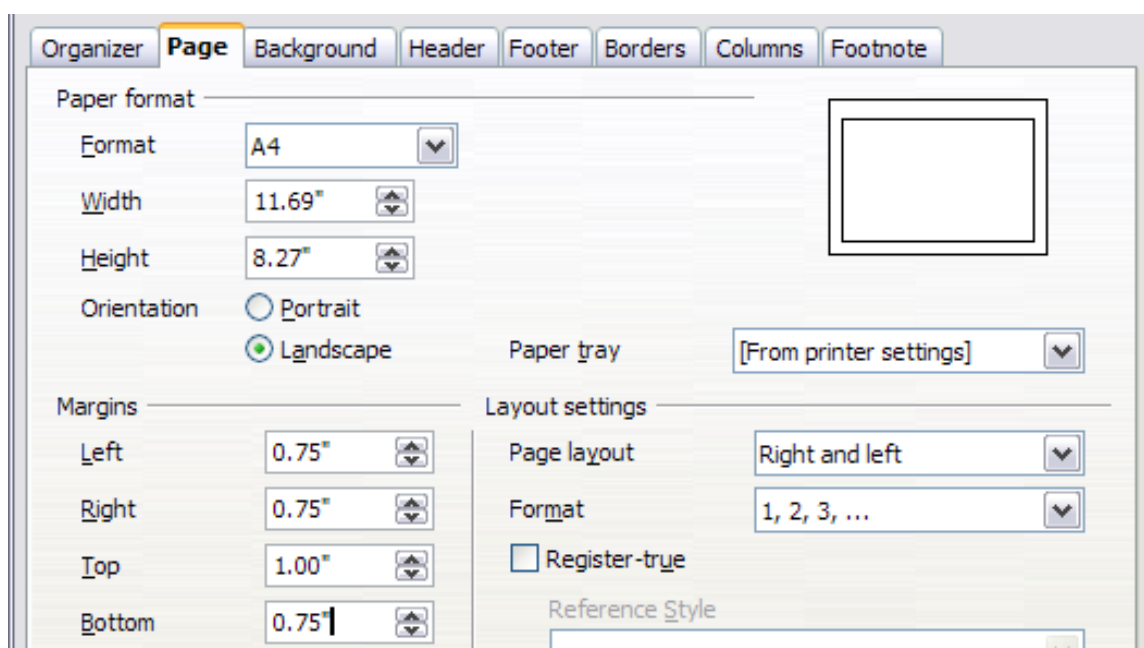 Organizer Page Background Header Footer Borders Columns Footnote
Paper format
Format A4
Width 11.69"
Height 8.27"
Orientation Portrait
Landscape Paper tray [From printer settings]
Margins Layout settings
Left 0.75" Page layout Right and left
Right 0.75" Format 1, 2, 3, ...
Top 1.00" Register-true
Reference Style
Bottom 0.75"